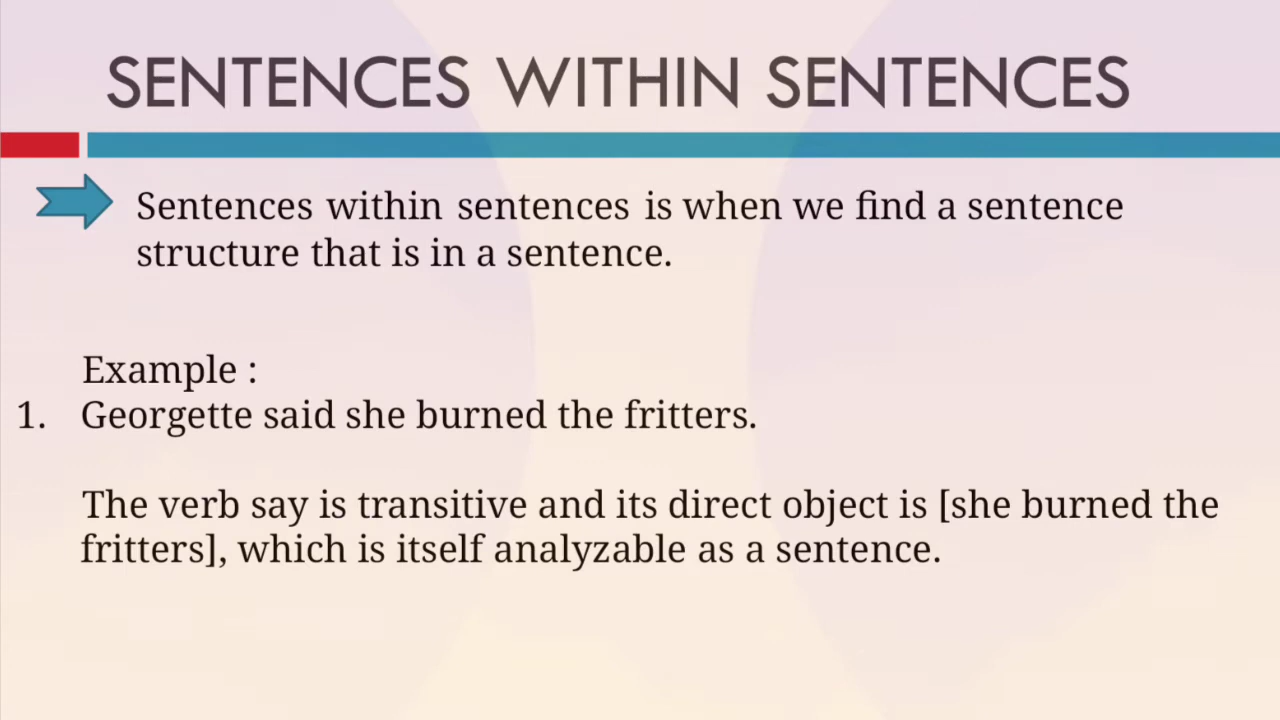 SENTENCES WITHIN SENTENCES
Sentences within sentences is when we find a sentence
structure that is in a sentence.
Example :
1. Georgette said she burned the fritters.
The verb say is transitive and its direct object is [she burned the
fritters], which is itself analyzable as a sentence.